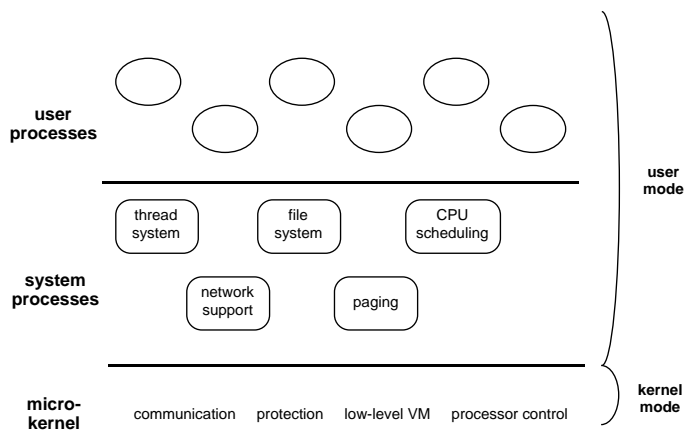 user
processes
user
mode
thread
system
file
system
CPU
scheduling
system
processes
network
support
paging
kernel
mode
micro-
kernel
communication protection low-level VM processor control